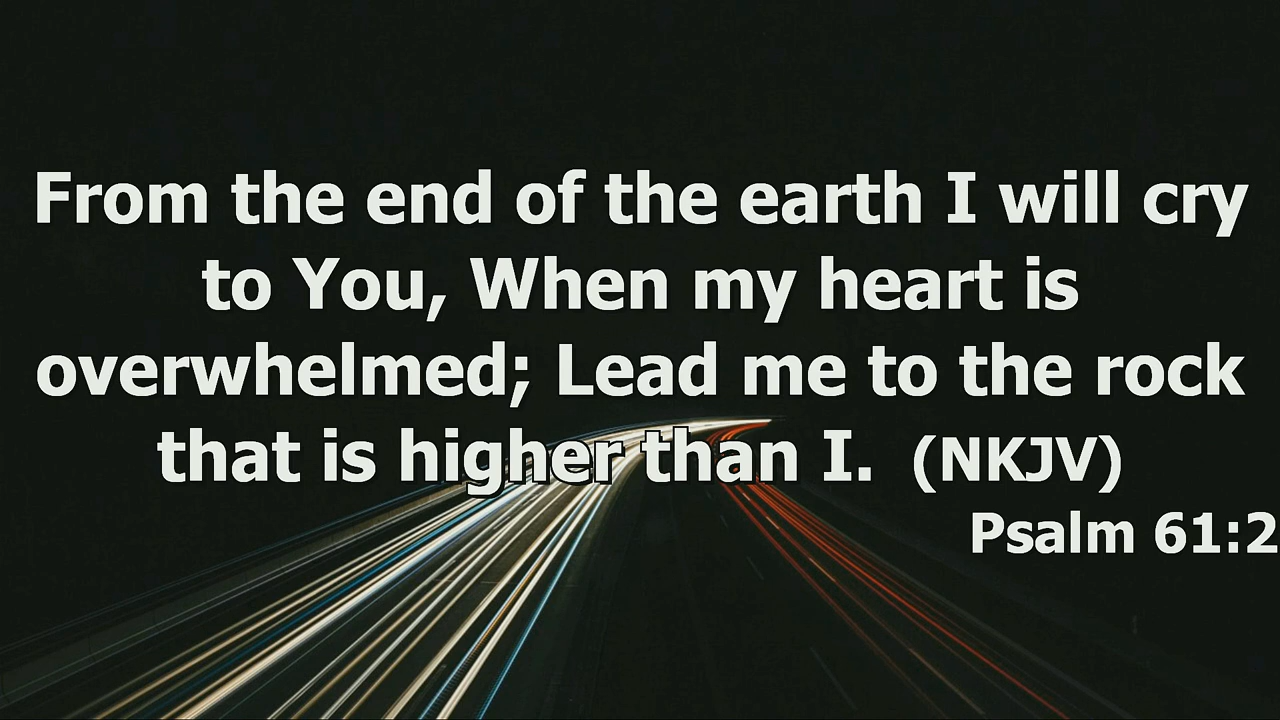 From the end of the earth I will cry
to You, When my heart is
overwhelmed; Lead me to the rock
that is higher than I.  (NKJV)
Psalm 61:2